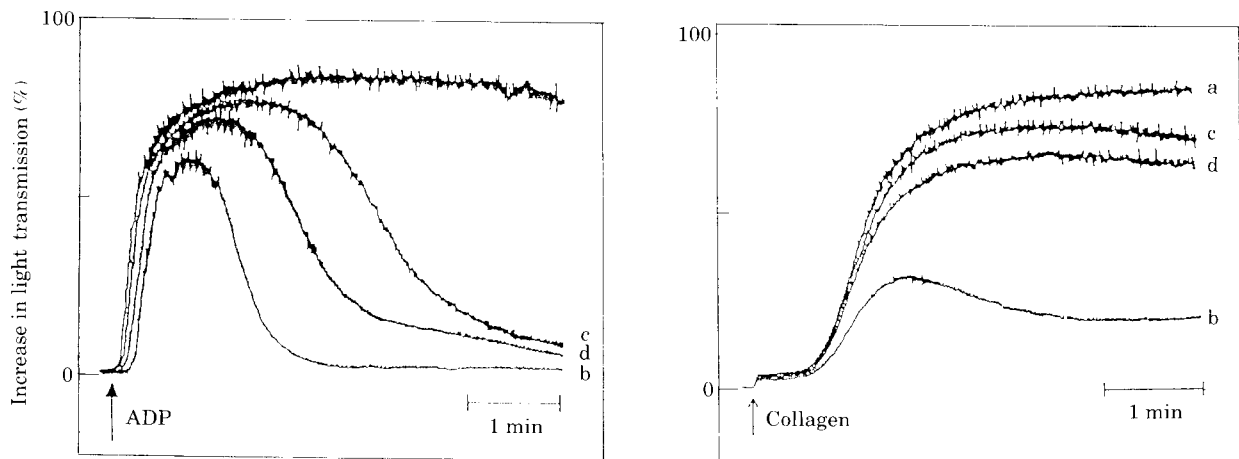 Increase in light transmission (%)
100
0
ADP
c
d
b
1 min
100
0
Collagen
a
c
d
b
1 min